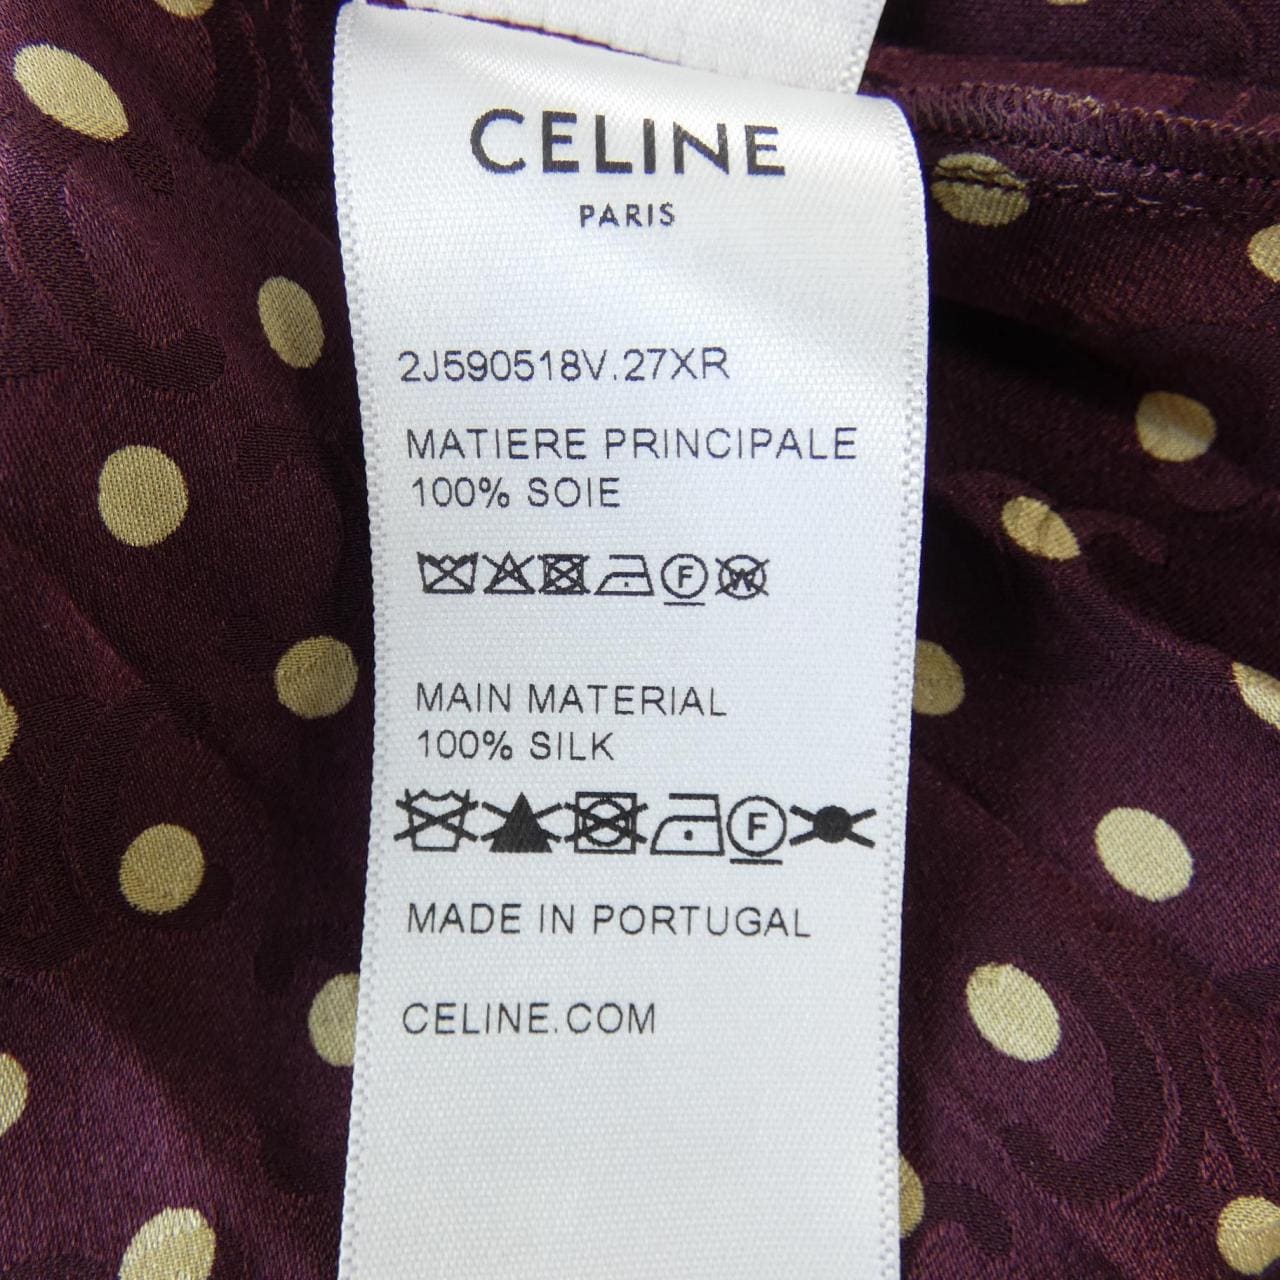 CELINE
PARIS
2J590518V.27XR
MATIERE PRINCIPALE
100% SOIE
F W
MAIN MATERIAL
100% SILK
F
MADE IN PORTUGAL
CELINE.COM